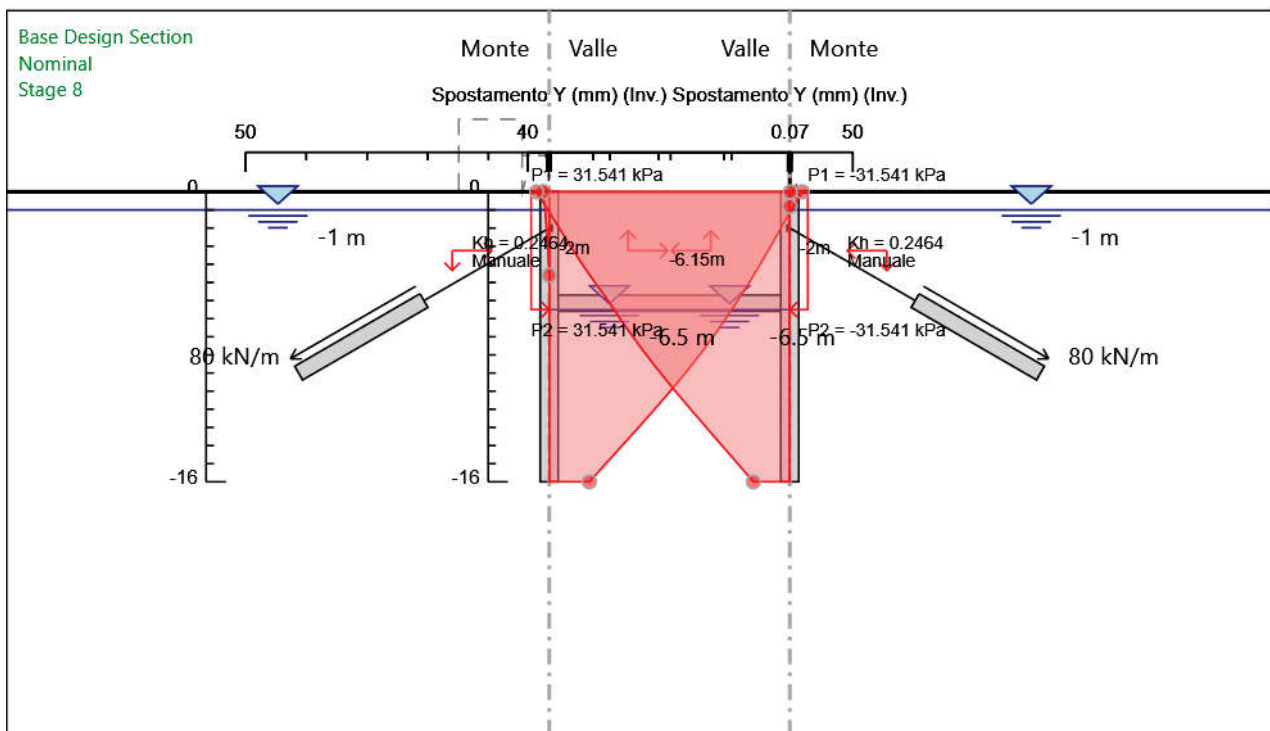 Base Design Section
Nominal
Stage 8
Monte Valle Valle Monte
Spostamento Y (mm) (Inv.) Spostamento Y (mm) (Inv.)
50 40 0.07 50
P1 = 31.541 kPa P1 = -31.541 kPa
0 0
-1 m -1 m
Kh = 0.2464 Kh = 0.2464
-2m -2m
Manuale -6.15m Manuale
P2 = 31.541 kPa P2 = -31.541 kPa
-6.5 m -6.5 m
80 kN/m 80 kN/m
-16 -16